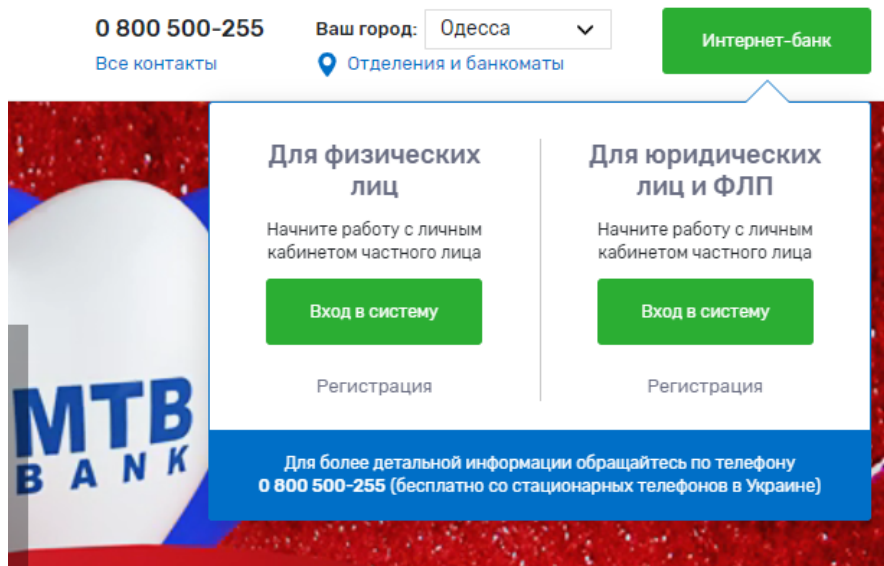 0 800 500-255
Ваш город: Одесса
Интернет-банк
Все контакты
Отделения и банкоматы
Для физических
лиц
Начните работу с личным
кабинетом частного лица
Вход в систему
Регистрация
Для юридических
лиц и ФЛП
Начните работу с личным
кабинетом частного лица
Вход в систему
Регистрация
Для более детальной информации обращайтесь по телефону
0 800 500-255 (бесплатно со стационарных телефонов в Украине)
MTB
BANK